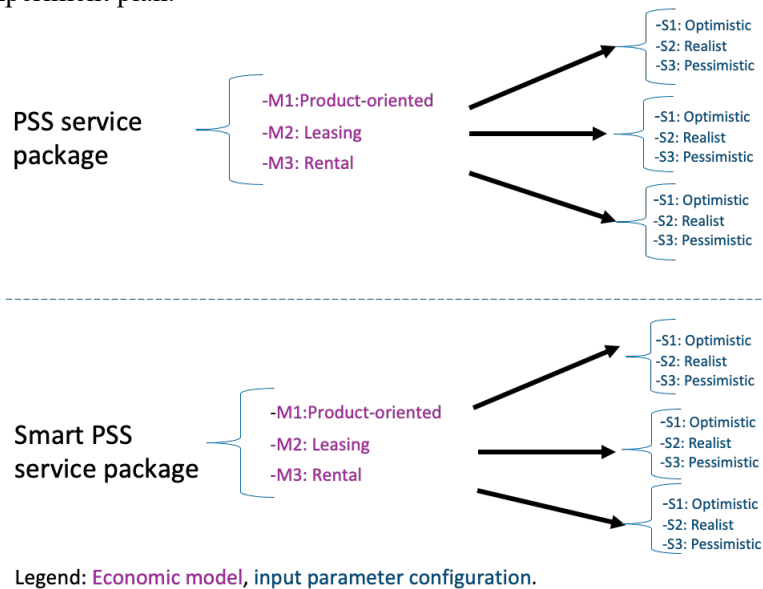 periment plan.
PSS service
package
-M1:Product-oriented
-M2: Leasing
-M3: Rental
-S1: Optimistic
-S2: Realist
-S3: Pessimistic
-S1: Optimistic
-S2: Realist
-S3: Pessimistic
-S1: Optimistic
-S2: Realist
-S3: Pessimistic
Smart PSS
service package
-M1:Product-oriented
-M2: Leasing
-M3: Rental
-S1: Optimistic
-S2: Realist
-S3: Pessimistic
-S1: Optimistic
-S2: Realist
-S3: Pessimistic
-S1: Optimistic
-S2: Realist
-S3: Pessimistic
Legend: Economic model, input parameter configuration.